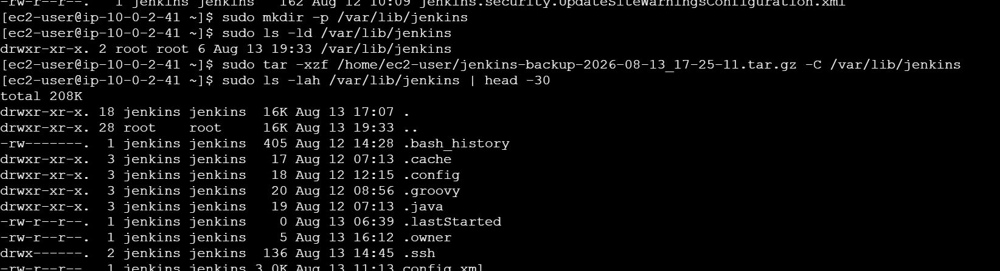 -rw-r--r--.   1 jenkins jenkins    162 Aug 12 10:09 jenkins.security.UpdateSiteWarningsConfiguration.xml
[ec2-user@ip-10-0-2-41 ~]$ sudo mkdir -p /var/lib/jenkins
[ec2-user@ip-10-0-2-41 ~]$ sudo ls -ld /var/lib/jenkins
drwxr-xr-x. 2 root root 6 Aug 13 19:33 /var/lib/jenkins
[ec2-user@ip-10-0-2-41 ~]$ sudo tar -xzf /home/ec2-user/jenkins-backup-2026-08-13_17-25-11.tar.gz -C /var/lib/jenkins
[ec2-user@ip-10-0-2-41 ~]$ sudo ls -lah /var/lib/jenkins | head -30
total 208K
drwxr-xr-x. 18 jenkins jenkins  16K Aug 13 17:07 .
drwxr-xr-x. 28 root    root     16K Aug 13 19:33 ..
-rw-------.  1 jenkins jenkins  405 Aug 12 14:28 .bash_history
drwxr-xr-x.  3 jenkins jenkins   17 Aug 12 07:13 .cache
drwxr-xr-x.  3 jenkins jenkins   18 Aug 12 12:15 .config
drwxr-xr-x.  3 jenkins jenkins   20 Aug 12 08:56 .groovy
drwxr-xr-x.  3 jenkins jenkins   19 Aug 12 07:13 .java
-rw-r--r--.  1 jenkins jenkins    0 Aug 13 06:39 .lastStarted
-rw-r--r--.  1 jenkins jenkins    5 Aug 13 16:12 .owner
drwx------.  2 jenkins jenkins  136 Aug 13 14:45 .ssh
-rw-r--r--.  1 jenkins jenkins 3.0K Aug 13 11:13 config.xml